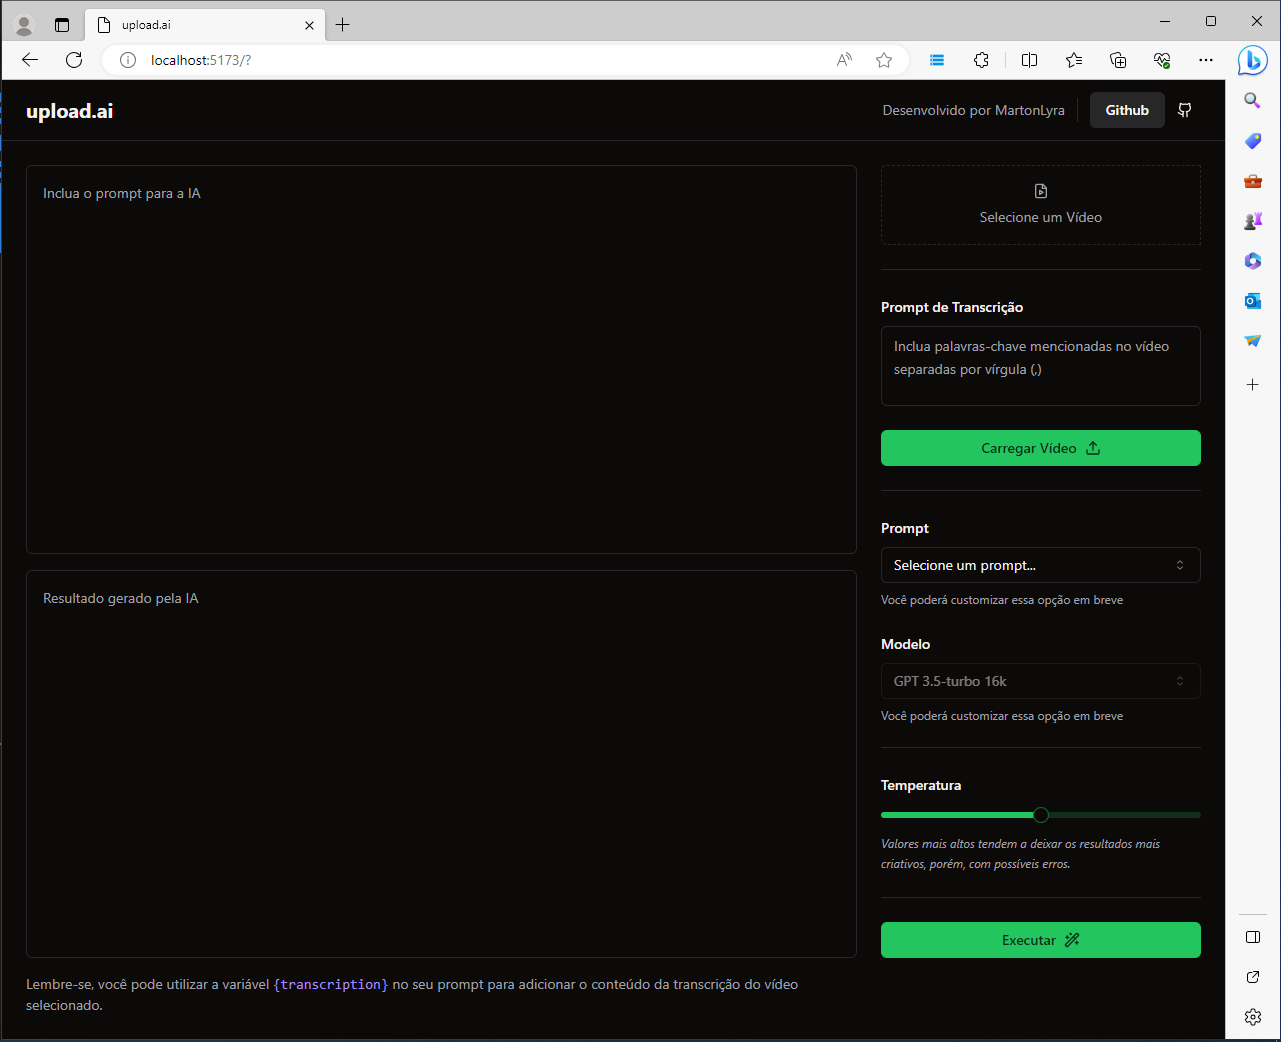 upload.ai
localhost:5173/?
upload.ai
Desenvolvido por MartonLyra
Github
Inclua o prompt para a IA
Selecione um Vídeo
Prompt de Transcrição
Inclua palavras-chave mencionadas no vídeo
separadas por vírgula (,)
Carregar Vídeo
Prompt
Selecione um prompt...
Você poderá customizar essa opção em breve
Resultado gerado pela IA
Modelo
GPT 3.5-turbo 16k
Você poderá customizar essa opção em breve
Temperatura
Valores mais altos tendem a deixar os resultados mais
criativos, porém, com possíveis erros.
Executar
Lembre-se, você pode utilizar a variável {transcription} no seu prompt para adicionar o conteúdo da transcrição do vídeo
selecionado.